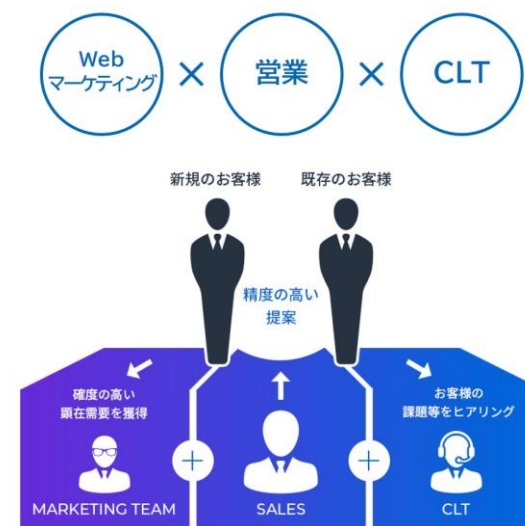 Web
マーケティング
×
営業
×
CLT
新規のお客様
既存のお客様
精度の高い
提案
確度の高い
顕在需要を獲得
お客様の
課題等をヒアリング
+
+
MARKETING TEAM
SALES
CLT